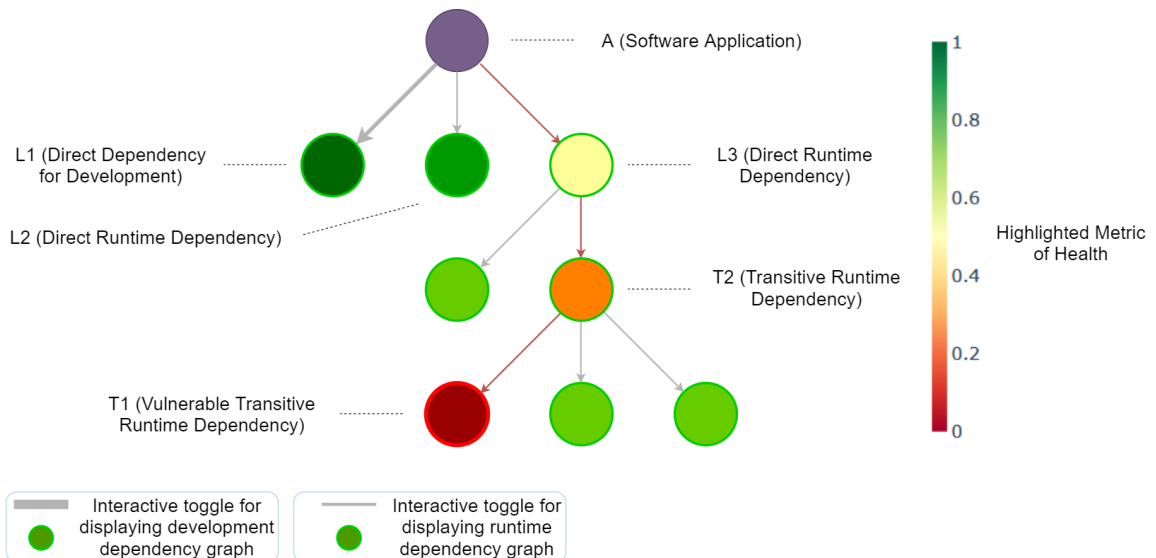 A (Software Application)
L1 (Direct Dependency
for Development)
L3 (Direct Runtime
Dependency)
L2 (Direct Runtime Dependency)
T2 (Transitive Runtime
Dependency)
T1 (Vulnerable Transitive
Runtime Dependency)
1
0.8
0.6
0.4
0.2
0
Highlighted Metric
of Health
Interactive toggle for
displaying development
dependency graph
Interactive toggle for
displaying runtime
dependency graph